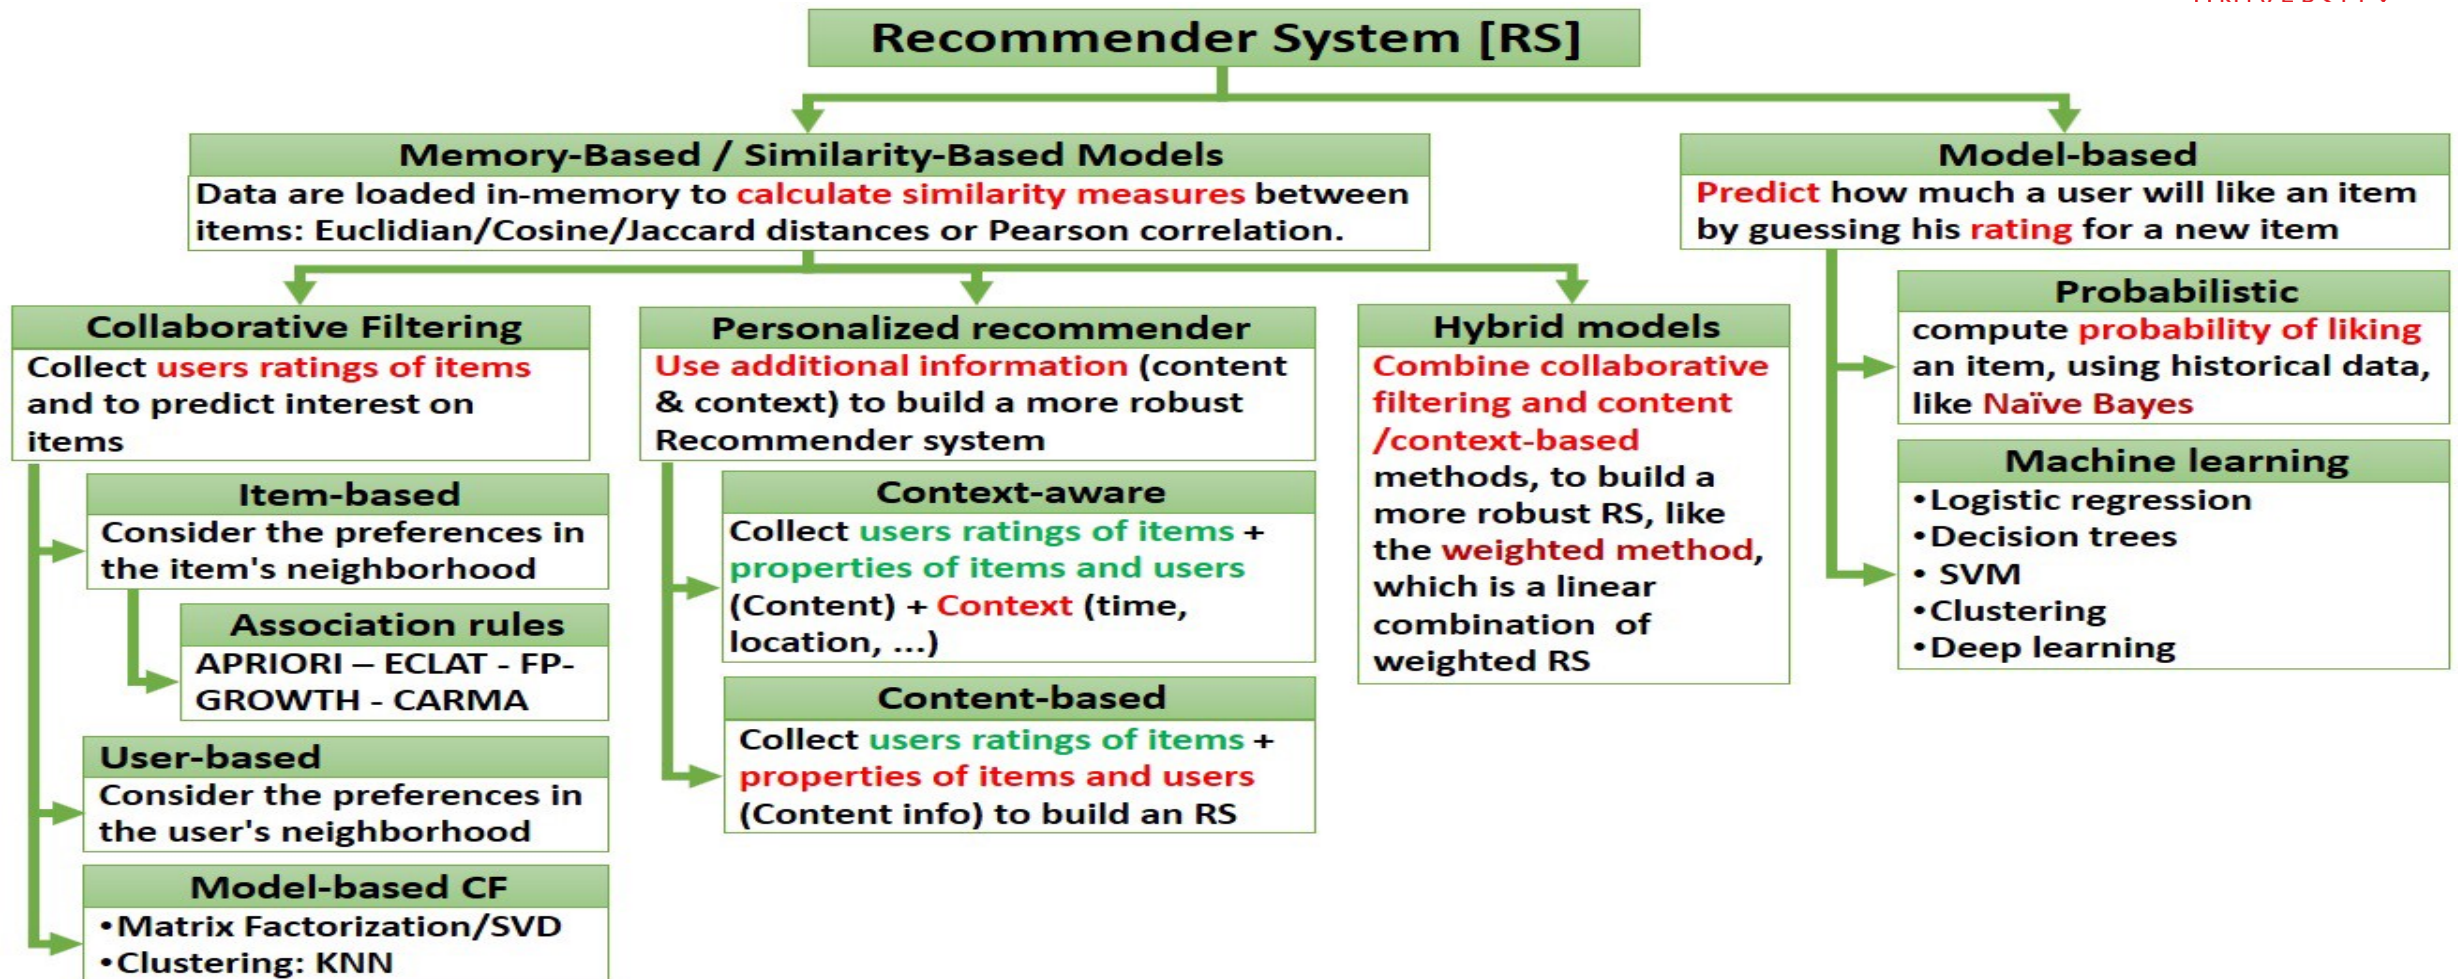 Recommender System [RS]
Memory-Based / Similarity-Based Models
Data are loaded in-memory to calculate similarity measures between
items: Euclidian/Cosine/Jaccard distances or Pearson correlation.
Collaborative Filtering
Collect users ratings of items
and to predict interest on
items
Item-based
Consider the preferences in
the item's neighborhood
Association rules
APRIORI – ECLAT - FP-
GROWTH - CARMA
User-based
Consider the preferences in
the user's neighborhood
Model-based CF
•Matrix Factorization/SVD
•Clustering: KNN
Personalized recommender
Use additional information (content
& context) to build a more robust
Recommender system
Context-aware
Collect users ratings of items +
properties of items and users
(Content) + Context (time,
location, ...)
Content-based
Collect users ratings of items +
properties of items and users
(Content info) to build an RS
Hybrid models
Combine collaborative
filtering and content
/context-based
methods, to build a
more robust RS, like
the weighted method,
which is a linear
combination of
weighted RS
Model-based
Predict how much a user will like an item
by guessing his rating for a new item
Probabilistic
compute probability of liking
an item, using historical data,
like Naïve Bayes
Machine learning
•Logistic regression
•Decision trees
• SVM
•Clustering
•Deep learning